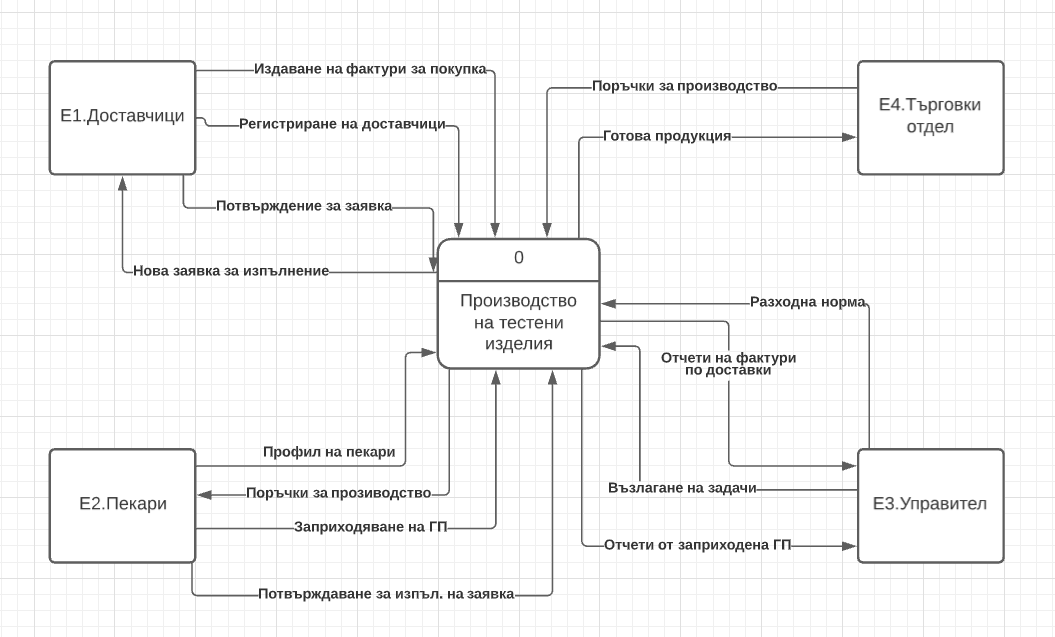 Издаване на фактури за покупка
Поръчки за производство
Е1.Доставчици
Е4.Търговки
отдел
Регистриране на доставчици
Готова продукция
Потвърждение за заявка
0
Нова заявка за изпълнение
Производство
на тестени
изделия
Разходна норма
Отчети на фактури
по доставки
Профил на пекари
Поръчки за прозиводство
Възлагане на задачи
Е2.Пекари
Е3.Управител
Заприходяване на ГП
Отчети от заприходена ГП
Потвърждаване за изпъл. на заявка